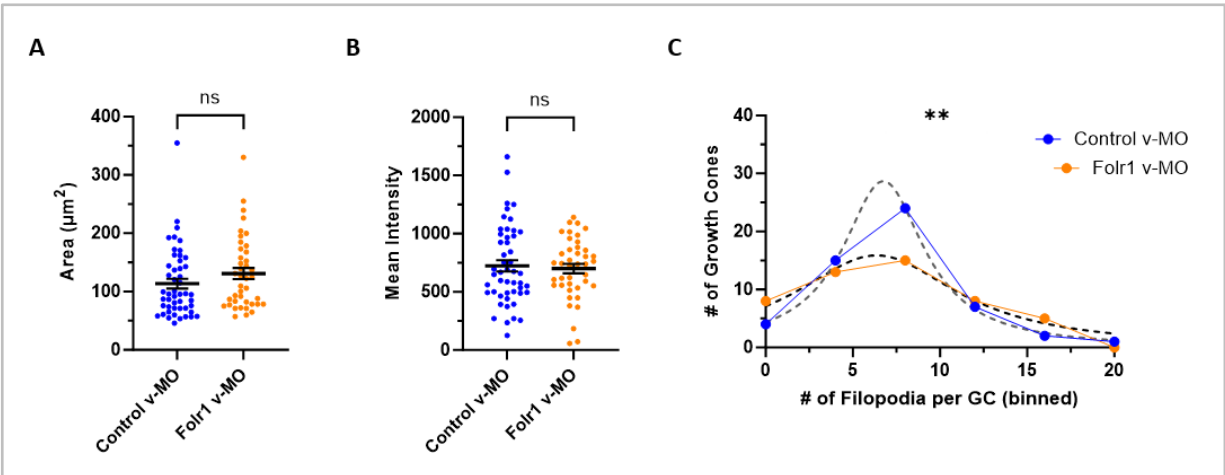 A
ns
400
300
200
100
0
Area (µm²)
Control v-MO
Folr1 v-MO
B
ns
2000
1500
1000
500
0
Mean Intensity
Control v-MO
Folr1 v-MO
C
**
40
30
20
10
0
# of Growth Cones
0 5 10 15 20
# of Filopodia per GC (binned)
Control v-MO
Folr1 v-MO